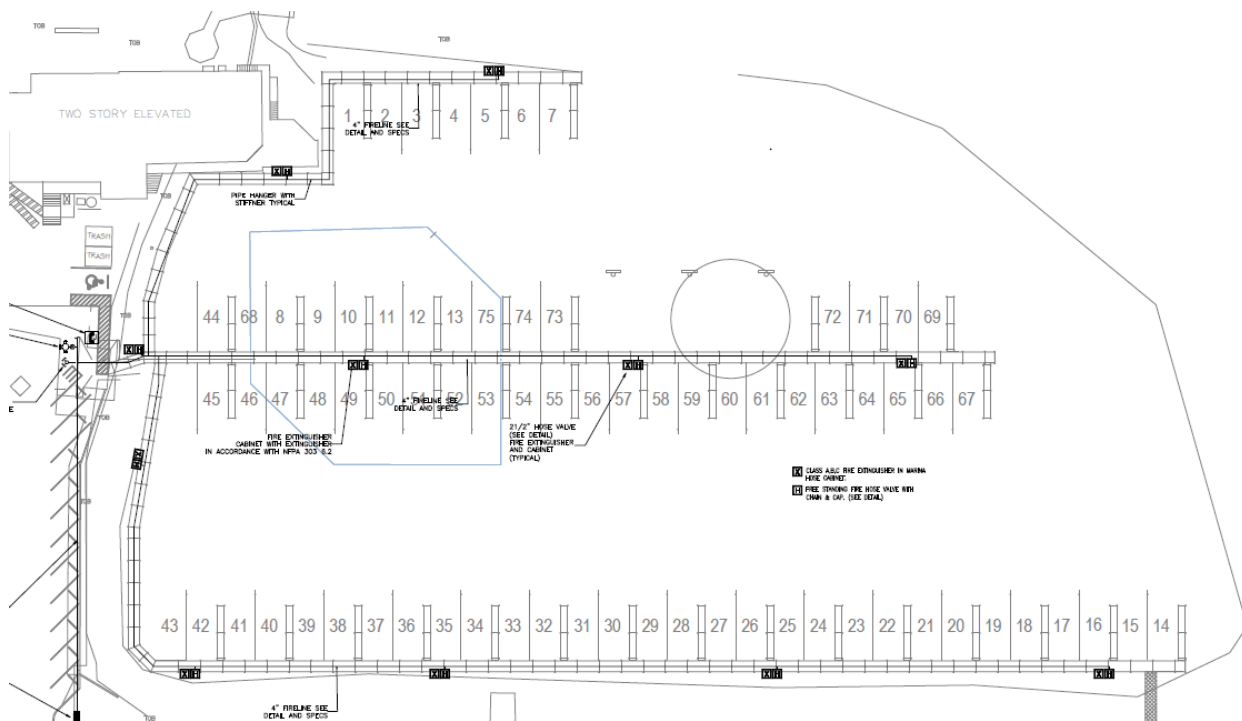 TOB
TOB
TOB
TWO STORY ELEVATED
1 2 3 4 5 6 7
4" FIRELINE SEE
DETAIL AND SPECS
X H
X H
PIPE HANGER WITH
STIFFNER TYPICAL
TOB
TRASH
TRASH
TOB
44 68 8 9 10 11 12 13 75 74 73 72 71 70 69
X H
X H
X H
X H
45 46 47 48 49 50 51 52 53 54 55 56 57 58 59 60 61 62 63 64 65 66 67
4" FIRELINE SEE
DETAIL AND SPECS
TOB
E
FIRE EXTINGUISHER
CABINET WITH EXTINGUISHER
IN ACCORDANCE WITH NFPA 303 6.2
21/2" HOSE VALVE
(SEE DETAIL)
FIRE EXTINGUISHER
AND CABINET
(TYPICAL)
X H
X CLASS A,B,C FIRE EXTINGUISHER IN MARINA
HOSE CABINET.
H FREE STANDING FIRE HOSE VALVE WITH
CHAIN & CAP. (SEE DETAIL)
TOB
43 42 41 40 39 38 37 36 35 34 33 32 31 30 29 28 27 26 25 24 23 22 21 20 19 18 17 16 15 14
X H
X H
X H
X H
4" FIRELINE SEE
DETAIL AND SPECS
TOB